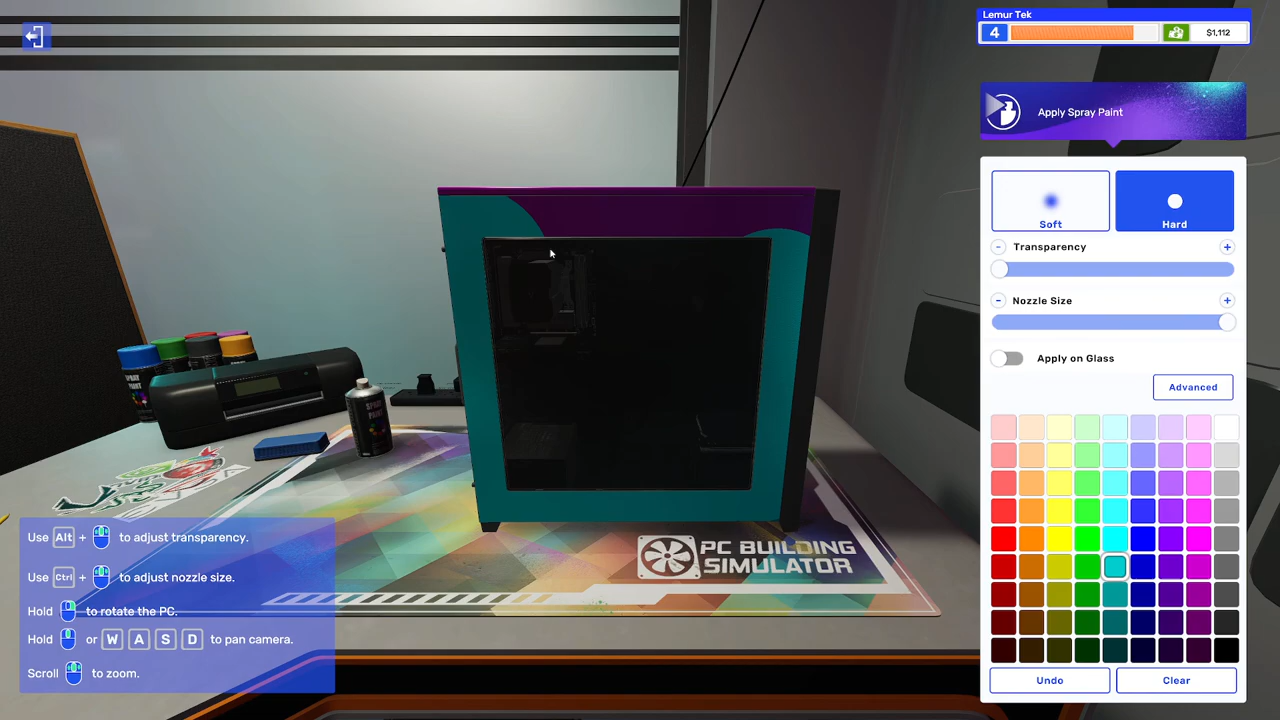 Lemur Tek
4
$1,112
Apply Spray Paint
Soft
Hard
- Transparency +
- Nozzle Size +
Apply on Glass
Advanced
Undo
Clear
SPRAY
PAINT
PC BUILDING
SIMULATOR
Use Alt + to adjust transparency.
Use Ctrl + to adjust nozzle size.
Hold to rotate the PC.
Hold or W A S D to pan camera.
Scroll to zoom.